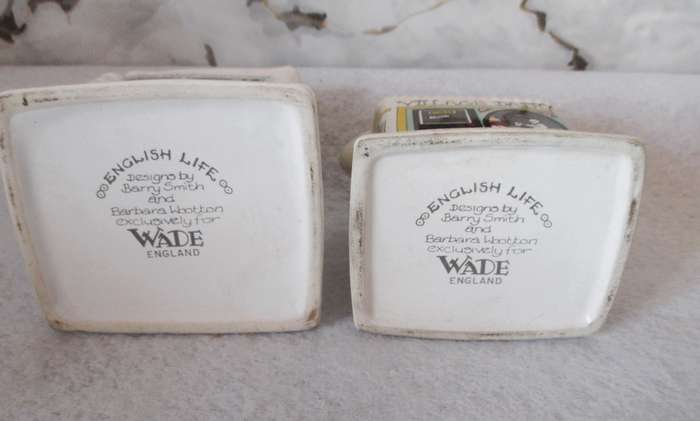 ENGLISH LIFE
Designs by
Barry Smith
and
Barbara Wootton
exclusively for
WADE
ENGLAND
ENGLISH LIFE
Designs by
Barry Smith
and
Barbara Wootton
exclusively for
WADE
ENGLAND